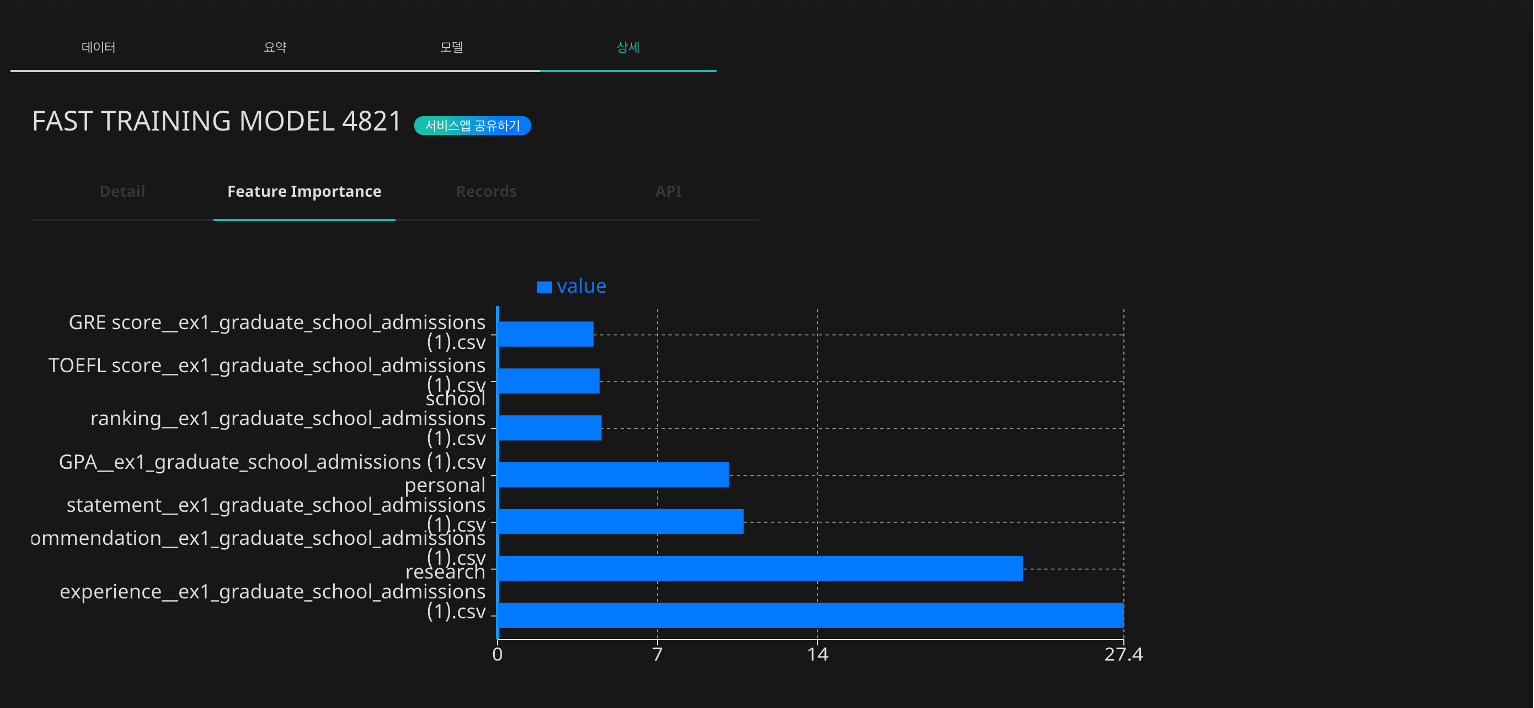 데이터
요약
모델
상세
FAST TRAINING MODEL 4821
서비스앱 공유하기
Detail
Feature Importance
Records
API
value
GRE score__ex1_graduate_school_admissions
(1).csv
TOEFL score__ex1_graduate_school_admissions
(1).csv
school
ranking__ex1_graduate_school_admissions
(1).csv
GPA__ex1_graduate_school_admissions (1).csv
personal
statement__ex1_graduate_school_admissions
(1).csv
ommendation__ex1_graduate_school_admissions
(1).csv
research
experience__ex1_graduate_school_admissions
(1).csv
0
7
14
27.4